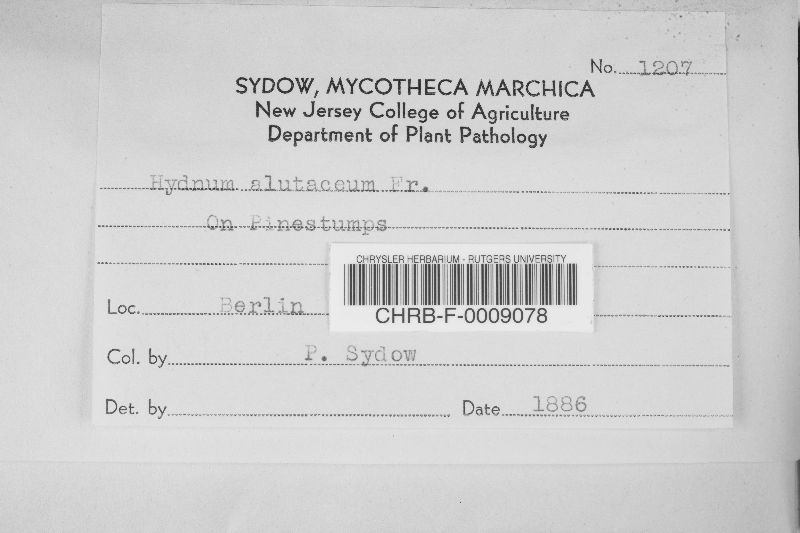 No. 1207
SYDOW, MYCOTHECA MARCHICA
New Jersey College of Agriculture
Department of Plant Pathology
Hydnum alutaceum Fr.
On Pinestumps
CHRYSLER HERBARIUM - RUTGERS UNIVERSITY
CHRB-F-0009078
Loc. Berlin
Col. by P. Sydow
Det. by
Date 1886